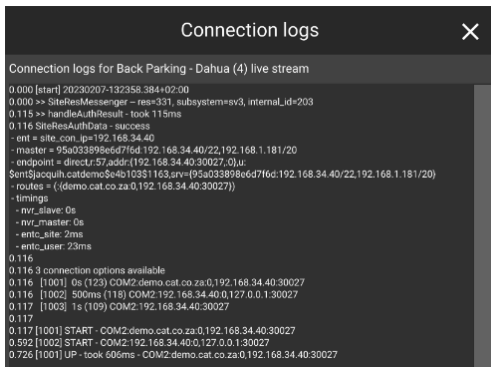 Connection logs
Connection logs for Back Parking - Dahua (4) live stream
0.000 [start] 20230207-132358.384+02:00
0.000 >> SiteResMessenger – res=331, subsystem=sv3, internal_id=203
0.115 >> handleAuthResult - took 115ms
0.116 SiteResAuthData - success
- ent = site_con_ip=192.168.34.40
- master = 95a033898e6d7f6d:192.168.34.40/22,192.168.1.181/20
- endpoint = direct,r:57,addr:{192.168.34.40:30027,:0},u:
$ent$jacquih.catdemo$e4b103$1163,srv={95a033898e6d7f6d:192.168.34.40/22,192.168.1.181/20}
- routes = {:{demo.cat.co.za:0,192.168.34.40:30027}}
- timings
- nvr_slave: 0s
- nvr_master: 0s
- entc_site: 2ms
- entc_user: 23ms
0.116
0.116 3 connection options available
0.116 [1001] 0s (123) COM2:demo.cat.co.za:0,192.168.34.40:30027
0.116 [1002] 500ms (118) COM2:192.168.34.40:0,127.0.0.1:30027
0.117 [1003] 1s (109) COM2:192.168.34.40:30027
0.117
0.117 [1001] START - COM2:demo.cat.co.za:0,192.168.34.40:30027
0.592 [1002] START - COM2:192.168.34.40:0,127.0.0.1:30027
0.726 [1001] UP - took 606ms - COM2:demo.cat.co.za:0,192.168.34.40:30027